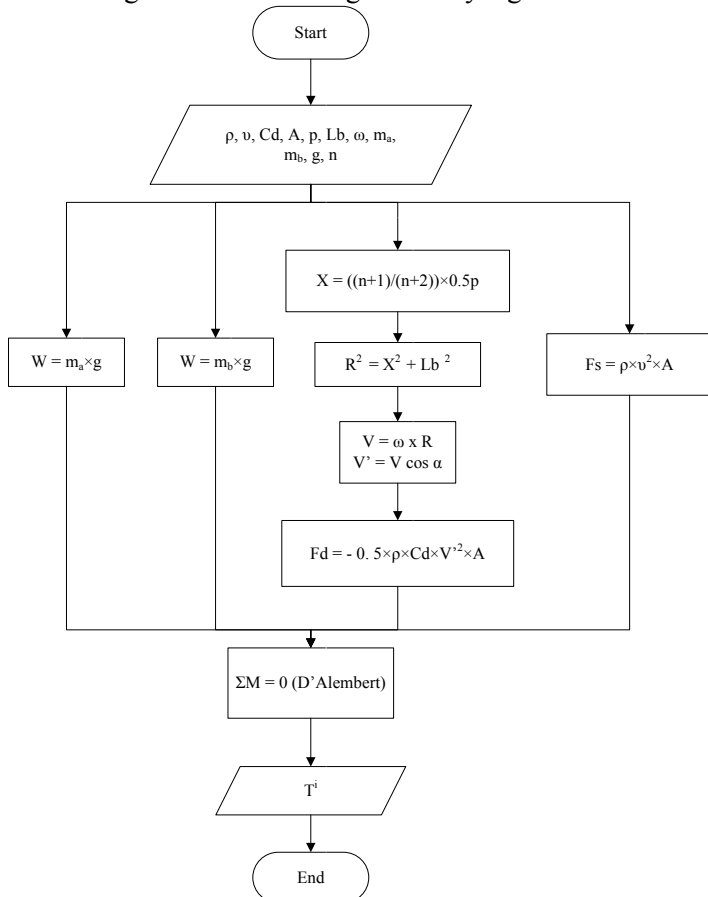 Start
ρ, υ, Cd, A, p, Lb, ω, mₐ,
m_b, g, n
X = ((n+1)/(n+2))×0.5p
W = mₐ×g
W = m_b×g
R² = X² + Lb ²
Fs = ρ×υ²×A
V = ω x R
V’ = V cos α
Fd = - 0. 5×ρ×Cd×V’²×A
ΣM = 0 (D’Alembert)
Tⁱ
End